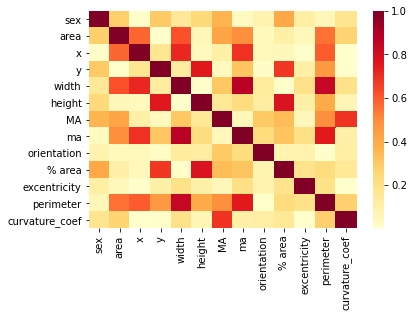 sex
area
x
y
width
height
MA
ma
orientation
% area
excentricity
perimeter
curvature_coef
sex
area
x
y
width
height
MA
ma
orientation
% area
excentricity
perimeter
curvature_coef
1.0
0.8
0.6
0.4
0.2